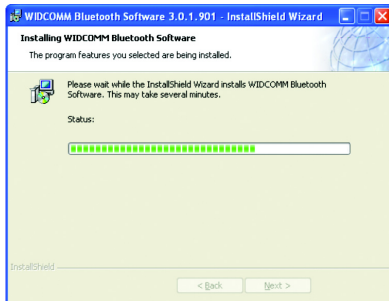 WIDCOMM Bluetooth Software 3.0.1.901 - InstallShield Wizard
Installing WIDCOMM Bluetooth Software
The program features you selected are being installed.
Please wait while the InstallShield Wizard installs WIDCOMM Bluetooth
Software. This may take several minutes.
Status:
InstallShield
< Back
Next >